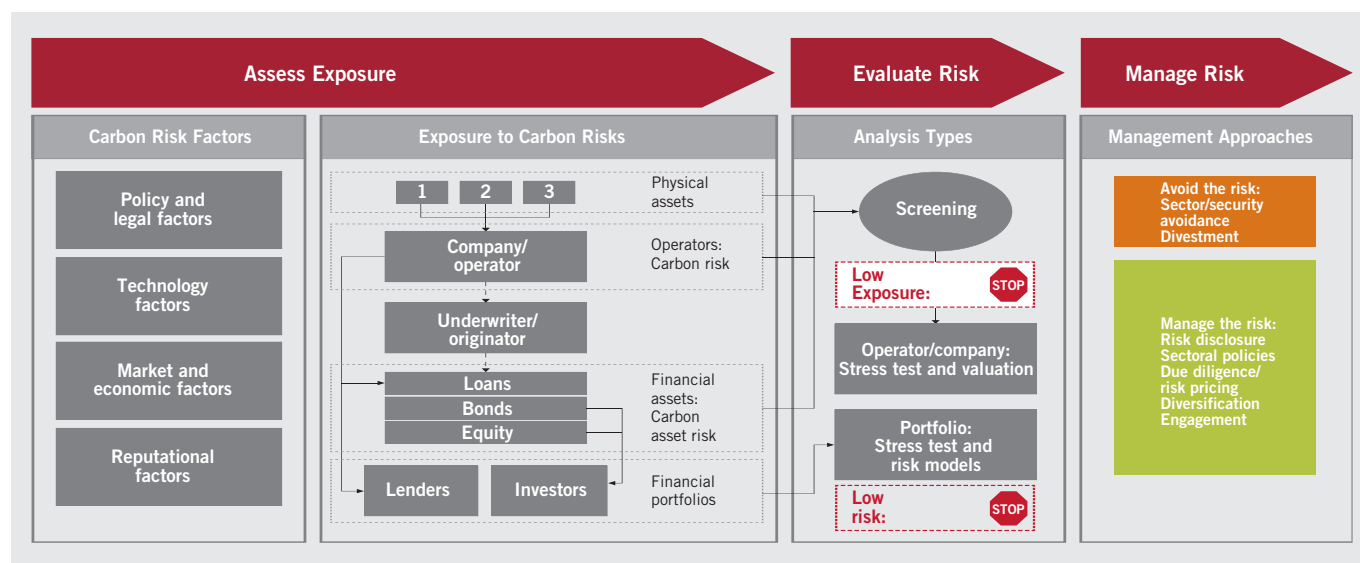 Assess Exposure
Evaluate Risk
Manage Risk
Carbon Risk Factors
Policy and
legal factors
Technology
factors
Market and
economic factors
Reputational
factors
Exposure to Carbon Risks
1
2
3
Physical
assets
Company/
operator
Operators:
Carbon risk
Underwriter/
originator
Loans
Bonds
Equity
Financial
assets:
Carbon
asset risk
Lenders
Investors
Financial
portfolios
Analysis Types
Screening
Low
Exposure:
STOP
Operator/company:
Stress test and valuation
Portfolio:
Stress test and
risk models
Low
risk:
STOP
Management Approaches
Avoid the risk:
Sector/security
avoidance
Divestment
Manage the risk:
Risk disclosure
Sectoral policies
Due diligence/
risk pricing
Diversification
Engagement